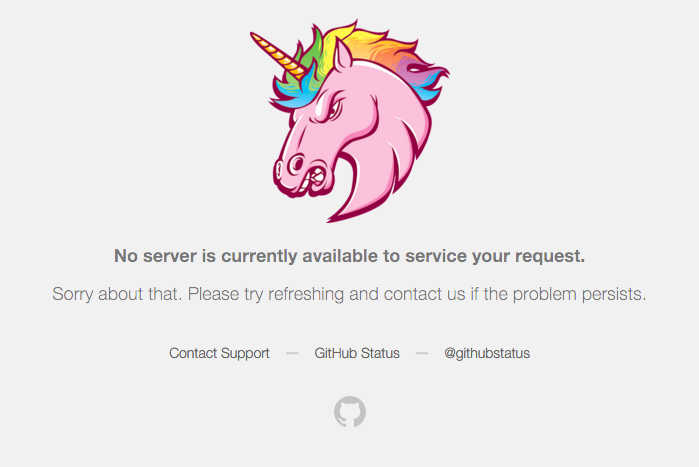 No server is currently available to service your request.
Sorry about that. Please try refreshing and contact us if the problem persists.
Contact Support — GitHub Status — @githubstatus